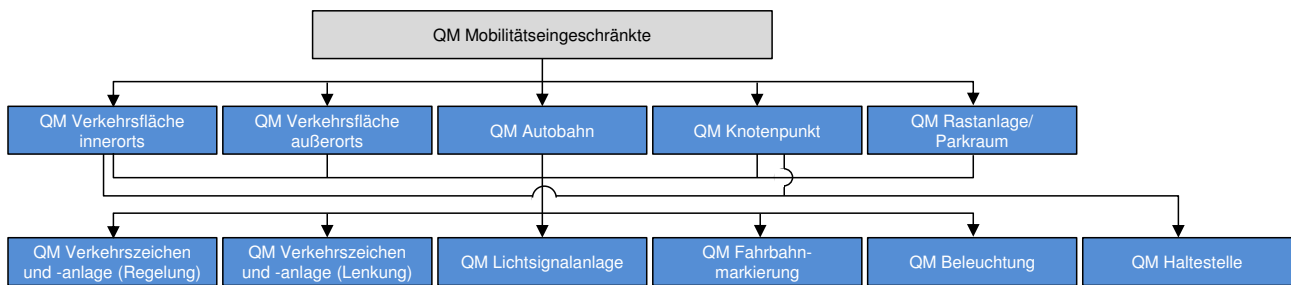 QM Mobilitätseingeschränkte
QM Verkehrsfläche
innerorts
QM Verkehrsfläche
außerorts
QM Autobahn
QM Knotenpunkt
QM Rastanlage/
Parkraum
QM Verkehrszeichen
und -anlage (Regelung)
QM Verkehrszeichen
und -anlage (Lenkung)
QM Lichtsignalanlage
QM Fahrbahn-
markierung
QM Beleuchtung
QM Haltestelle